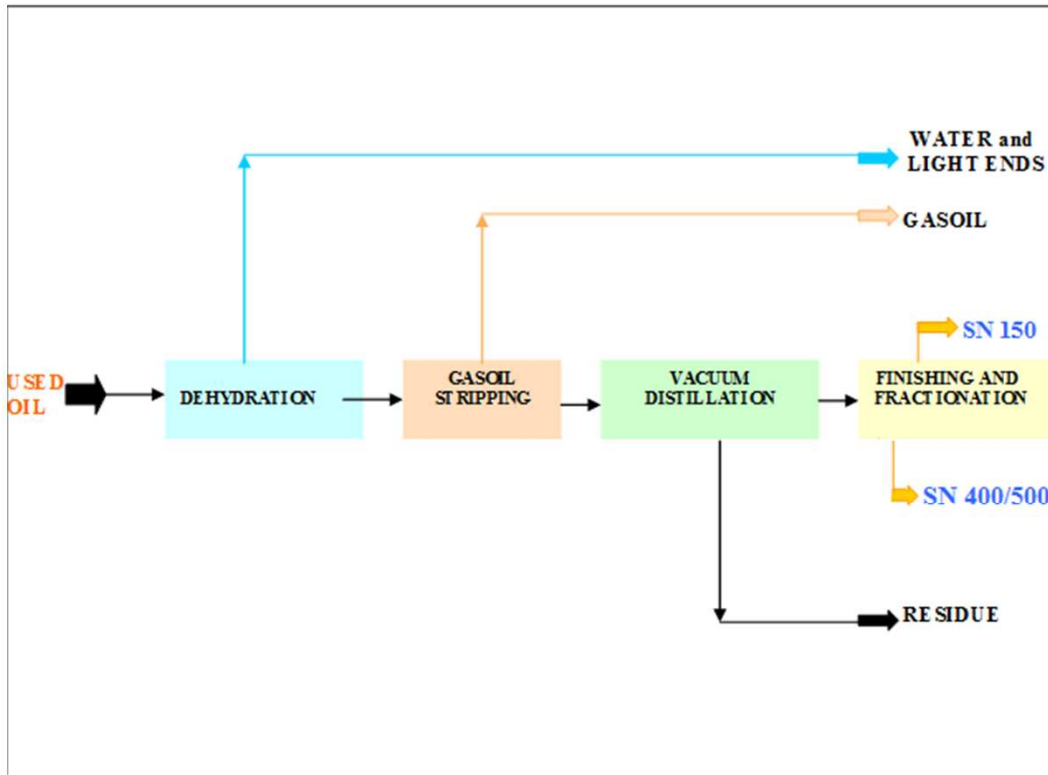 WATER and
LIGHT ENDS
GASOIL
SN 150
USED
OIL
DEHYDRATION
GASOIL
STRIPPING
VACUUM
DISTILLATION
FINISHING AND
FRACTIONATION
SN 400/500
RESIDUE